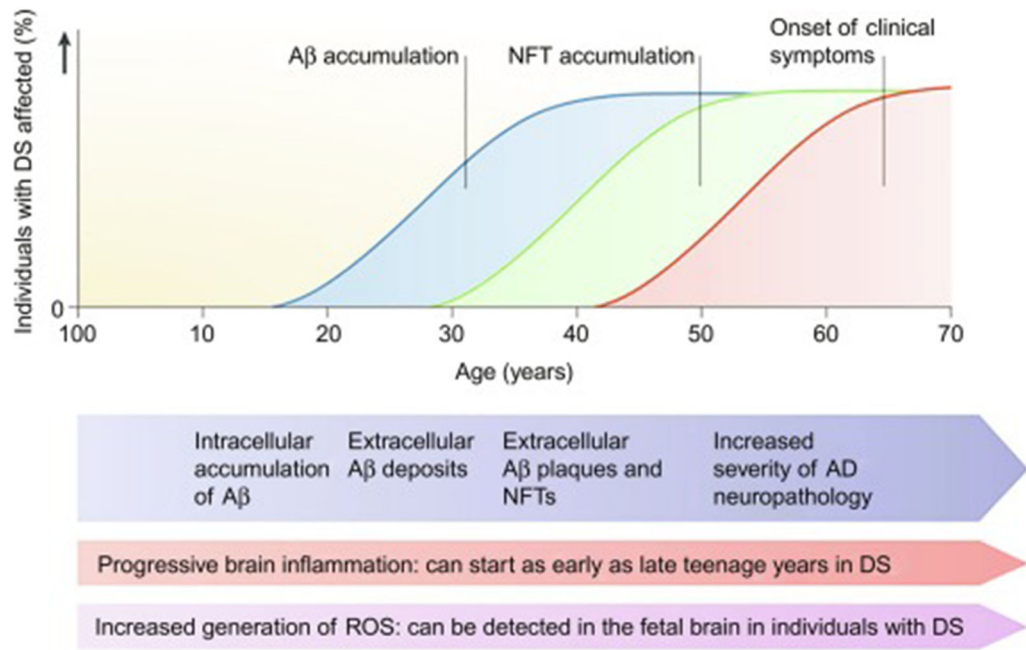 Individuals with DS affected (%)
Aβ accumulation
NFT accumulation
Onset of clinical
symptoms
0
100
10
20
30
40
50
60
70
Age (years)
Intracellular
accumulation
of Aβ
Extracellular
Aβ deposits
Extracellular
Aβ plaques and
NFTs
Increased
severity of AD
neuropathology
Progressive brain inflammation: can start as early as late teenage years in DS
Increased generation of ROS: can be detected in the fetal brain in individuals with DS